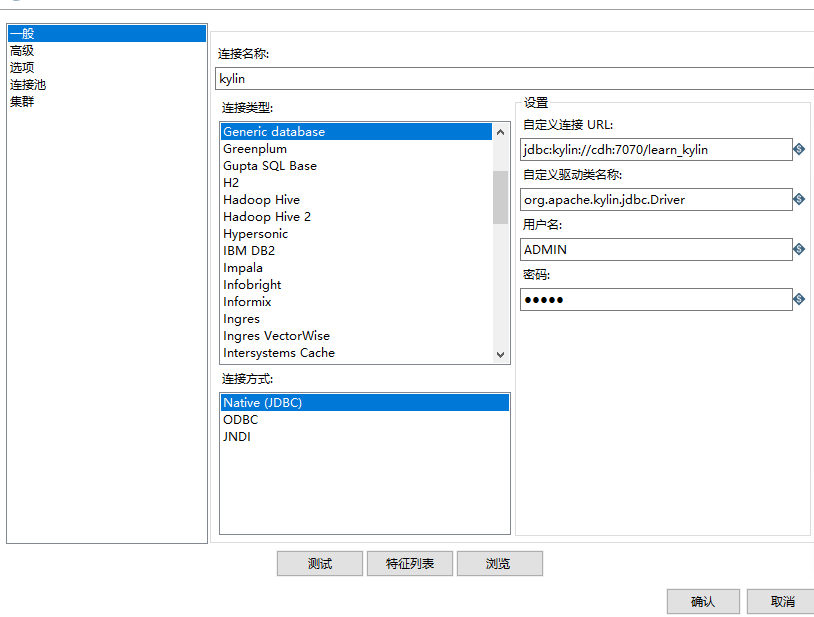 一般
高级
选项
连接池
集群
连接名称:
kylin
连接类型:
Generic database
Greenplum
Gupta SQL Base
H2
Hadoop Hive
Hadoop Hive 2
Hypersonic
IBM DB2
Impala
Infobright
Informix
Ingres
Ingres VectorWise
Intersystems Cache
连接方式:
Native (JDBC)
ODBC
JNDI
设置
自定义连接 URL:
jdbc:kylin://cdh:7070/learn_kylin
自定义驱动类名称:
org.apache.kylin.jdbc.Driver
用户名:
ADMIN
密码:
●●●●●
测试
特征列表
浏览
确认
取消